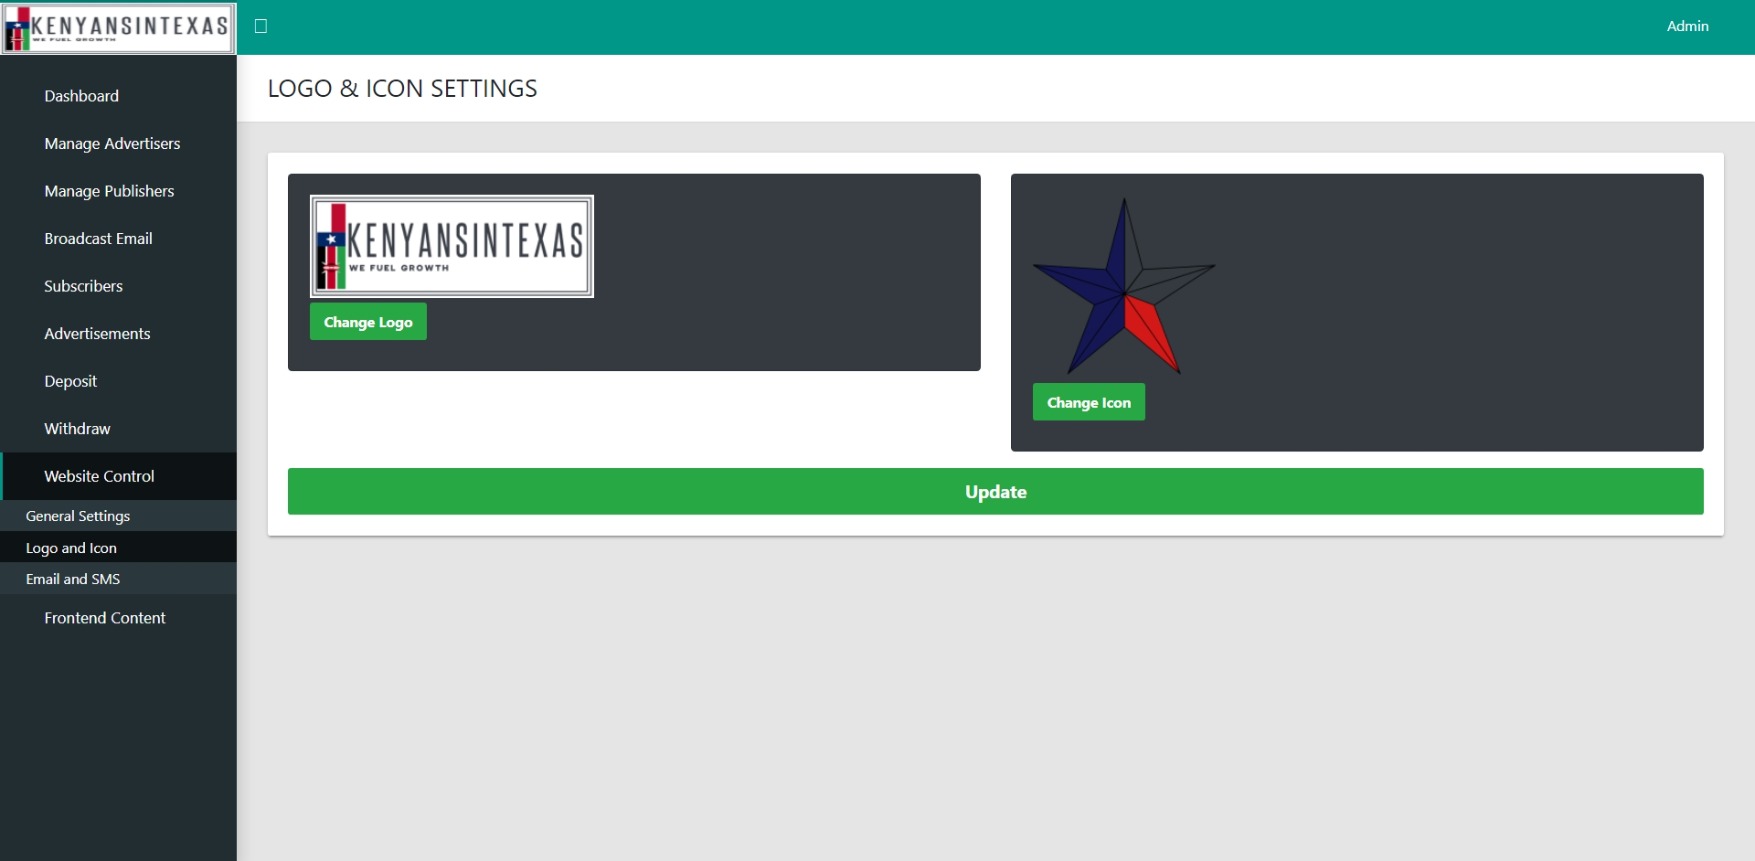 KENYANSINTEXAS
WE FUEL GROWTH
Admin
Dashboard
Manage Advertisers
Manage Publishers
Broadcast Email
Subscribers
Advertisements
Deposit
Withdraw
Website Control
General Settings
Logo and Icon
Email and SMS
Frontend Content
LOGO & ICON SETTINGS
KENYANSINTEXAS
WE FUEL GROWTH
Change Logo
Change Icon
Update